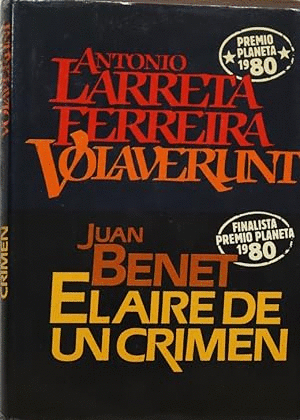 VOLAVERUNT
CRIMEN
ANTONIO
LARRETA
FERREIRA
VOLAVERUNT
PREMIO
PLANETA
1980
JUAN
BENET
EL AIRE DE
UN CRIMEN
FINALISTA
PREMIO PLANETA
1980